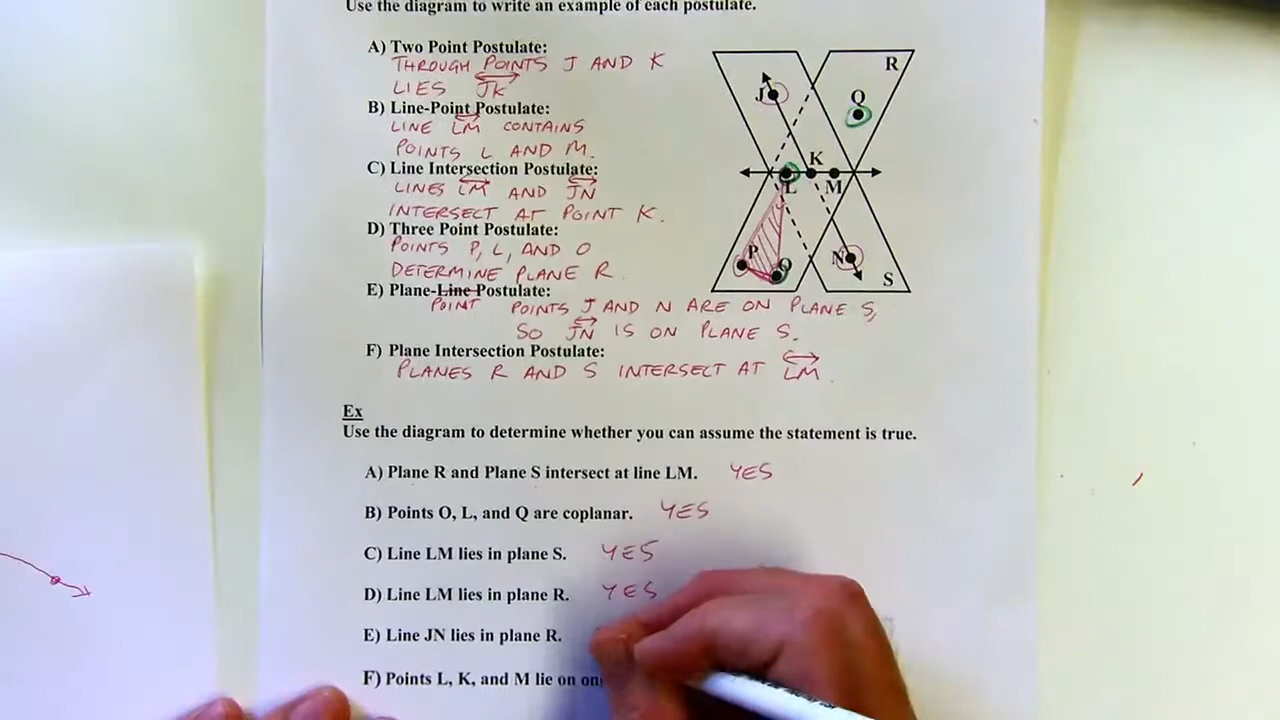 Use the diagram to write an example of each postulate.
A) Two Point Postulate:
THROUGH POINTS J AND K
LIES JK
B) Line-Point Postulate:
LINE LM CONTAINS
POINTS L AND M.
C) Line Intersection Postulate:
LINES LM AND JN
INTERSECT AT POINT K.
D) Three Point Postulate:
POINTS P, L, AND O
DETERMINE PLANE R.
E) Plane-Line Postulate:
POINT POINTS J AND N ARE ON PLANE S,
SO JN IS ON PLANE S.
F) Plane Intersection Postulate:
PLANES R AND S INTERSECT AT LM.
R
J
Q
K
L
M
P
O
N
S
Ex
Use the diagram to determine whether you can assume the statement is true.
A) Plane R and Plane S intersect at line LM. YES
B) Points O, L, and Q are coplanar. YES
C) Line LM lies in plane S. YES
D) Line LM lies in plane R. YES
E) Line JN lies in plane R.
F) Points L, K, and M lie on